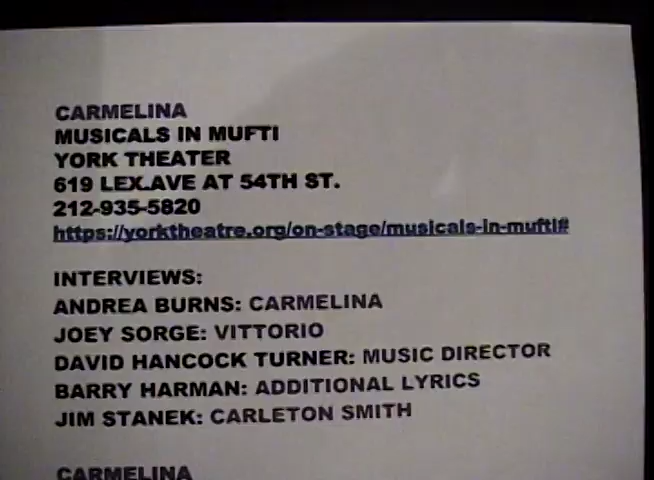 CARMELINA
MUSICALS IN MUFTI
YORK THEATER
619 LEX.AVE AT 54TH ST.
212-935-5820
https://yorktheatre.org/on-stage/musicals-in-mufti#
INTERVIEWS:
ANDREA BURNS: CARMELINA
JOEY SORGE: VITTORIO
DAVID HANCOCK TURNER: MUSIC DIRECTOR
BARRY HARMAN: ADDITIONAL LYRICS
JIM STANEK: CARLETON SMITH
CARMELINA